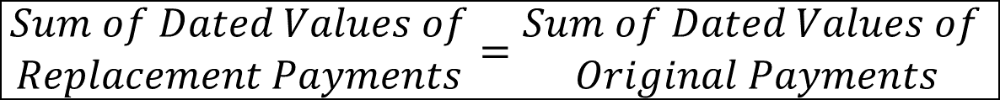 Sum of Dated Values of
Replacement Payments
=
Sum of Dated Values of
Original Payments